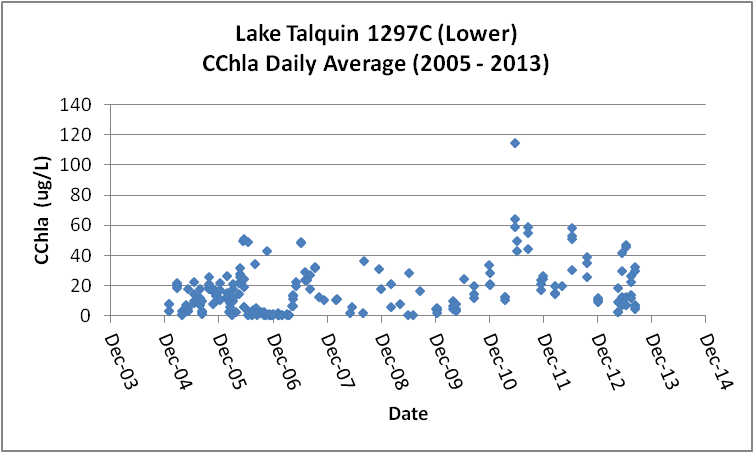 Lake Talquin 1297C (Lower)
CChla Daily Average (2005 - 2013)
140
120
100
80
60
40
20
0
CChla (ug/L)
Dec-03
Dec-04
Dec-05
Dec-06
Dec-07
Dec-08
Dec-09
Dec-10
Dec-11
Dec-12
Dec-13
Dec-14
Date